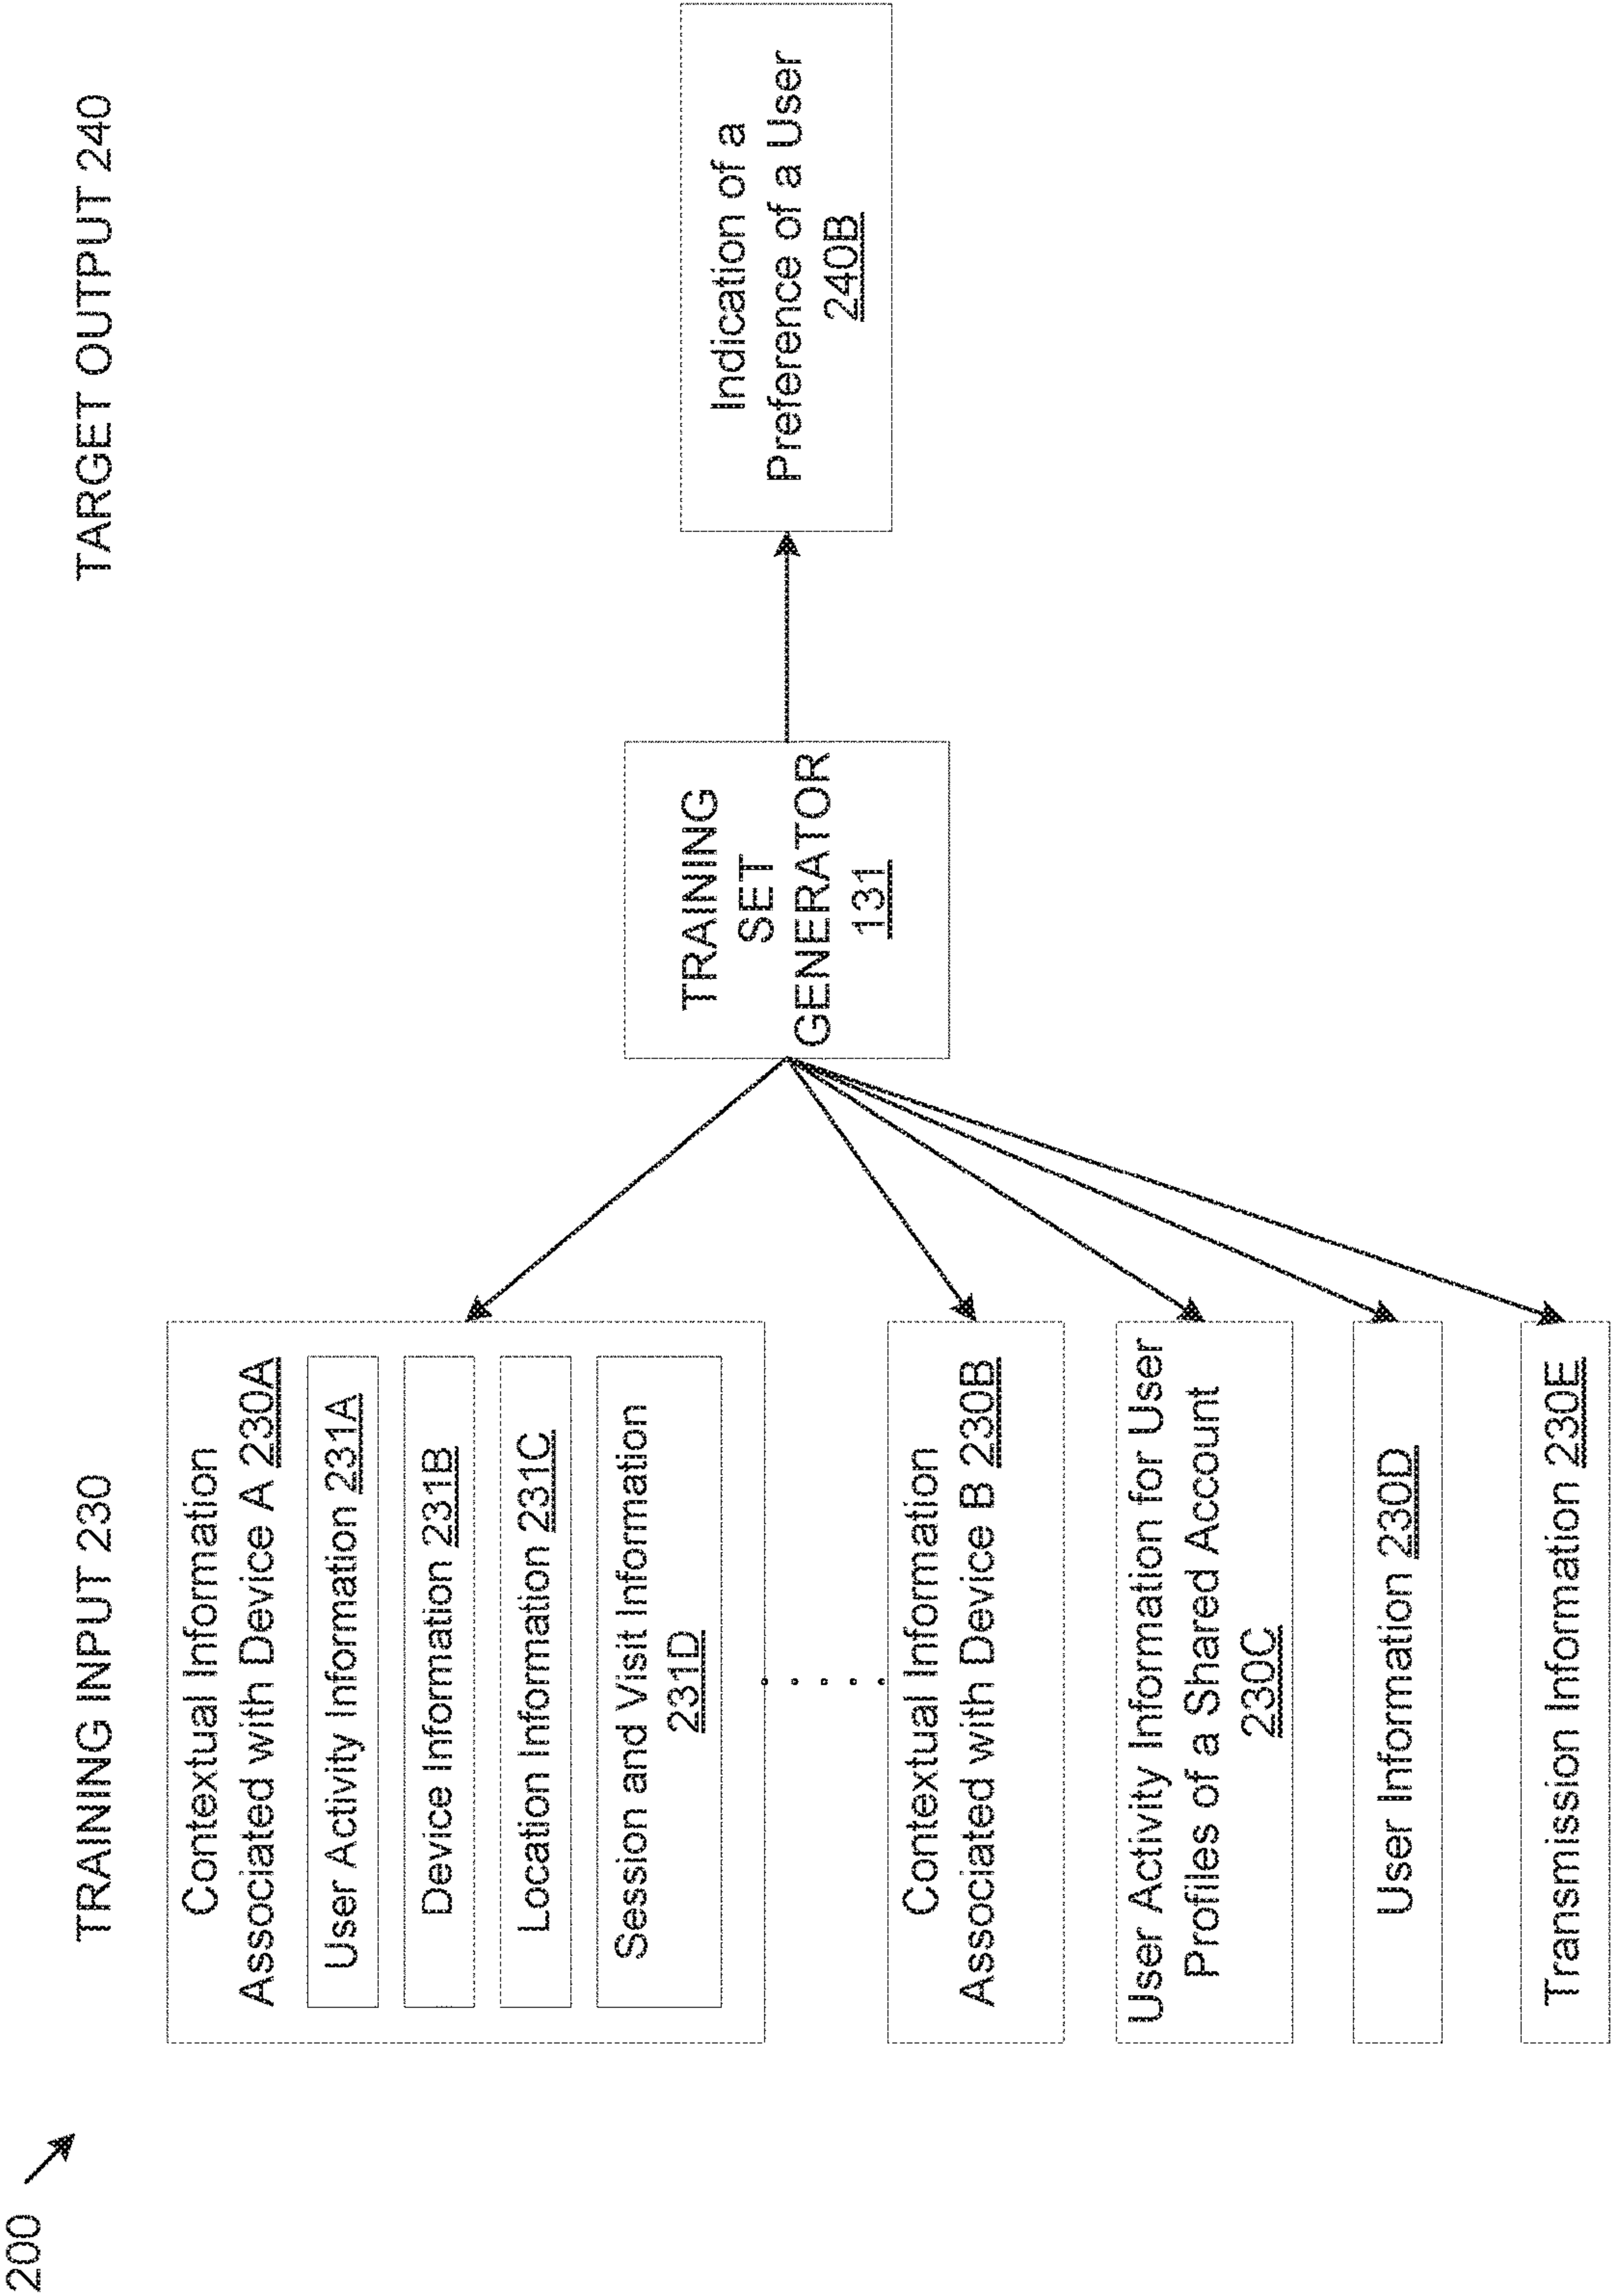 200
TRAINING INPUT 230
TARGET OUTPUT 240
Contextual Information
Associated with Device A 230A
User Activity Information 231A
Device Information 231B
Location Information 231C
Session and Visit Information
231D
Contextual Information
Associated with Device B 230B
User Activity Information for User
Profiles of a Shared Account
230C
User Information 230D
Transmission Information 230E
TRAINING
SET
GENERATOR
131
Indication of a
Preference of a User
240B